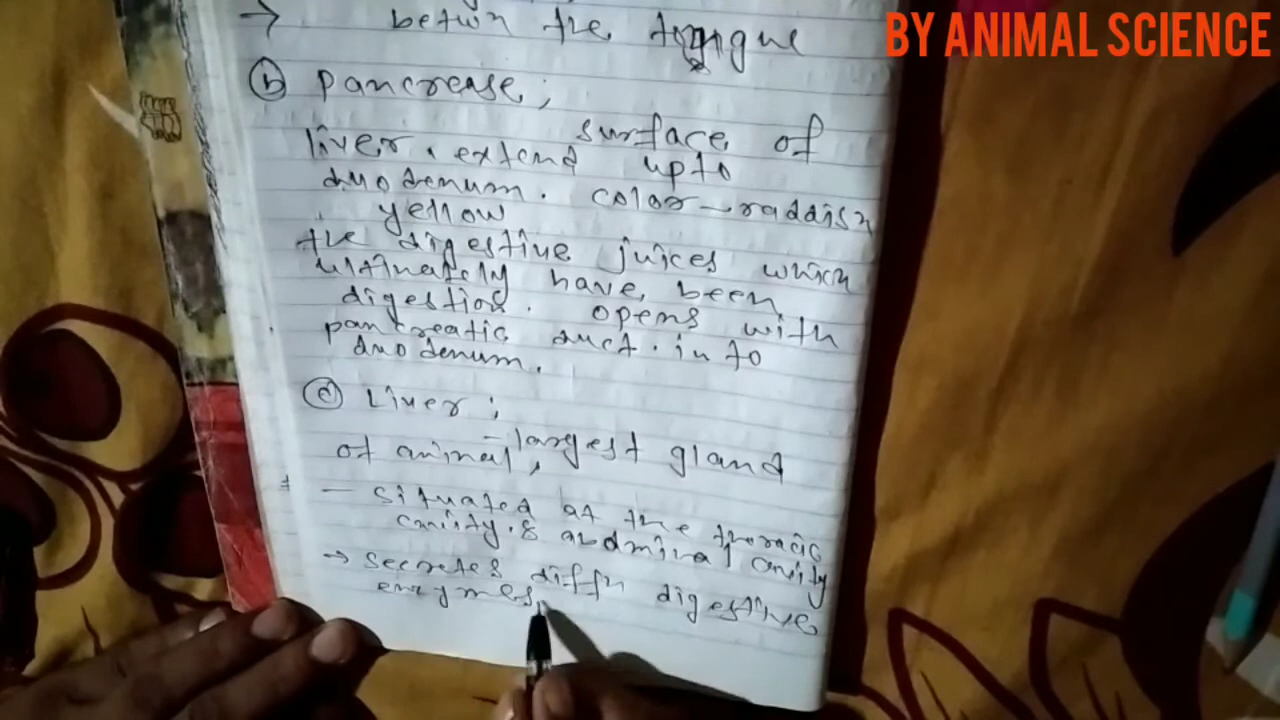 BY ANIMAL SCIENCE
→ betwn the tongue
(b) Pancrease;
surface of
liver. extend upto
duodenum. color - raddish
yellow
the digestive juices which
ultinately have been
digestion. opens with
pancreatic duct. into
duodenum.
(c) Liver;
- largest gland
of animal,
- situated at the thoracic
cavity & abdminal cavity
→ secretes diffn digestive
enzymes